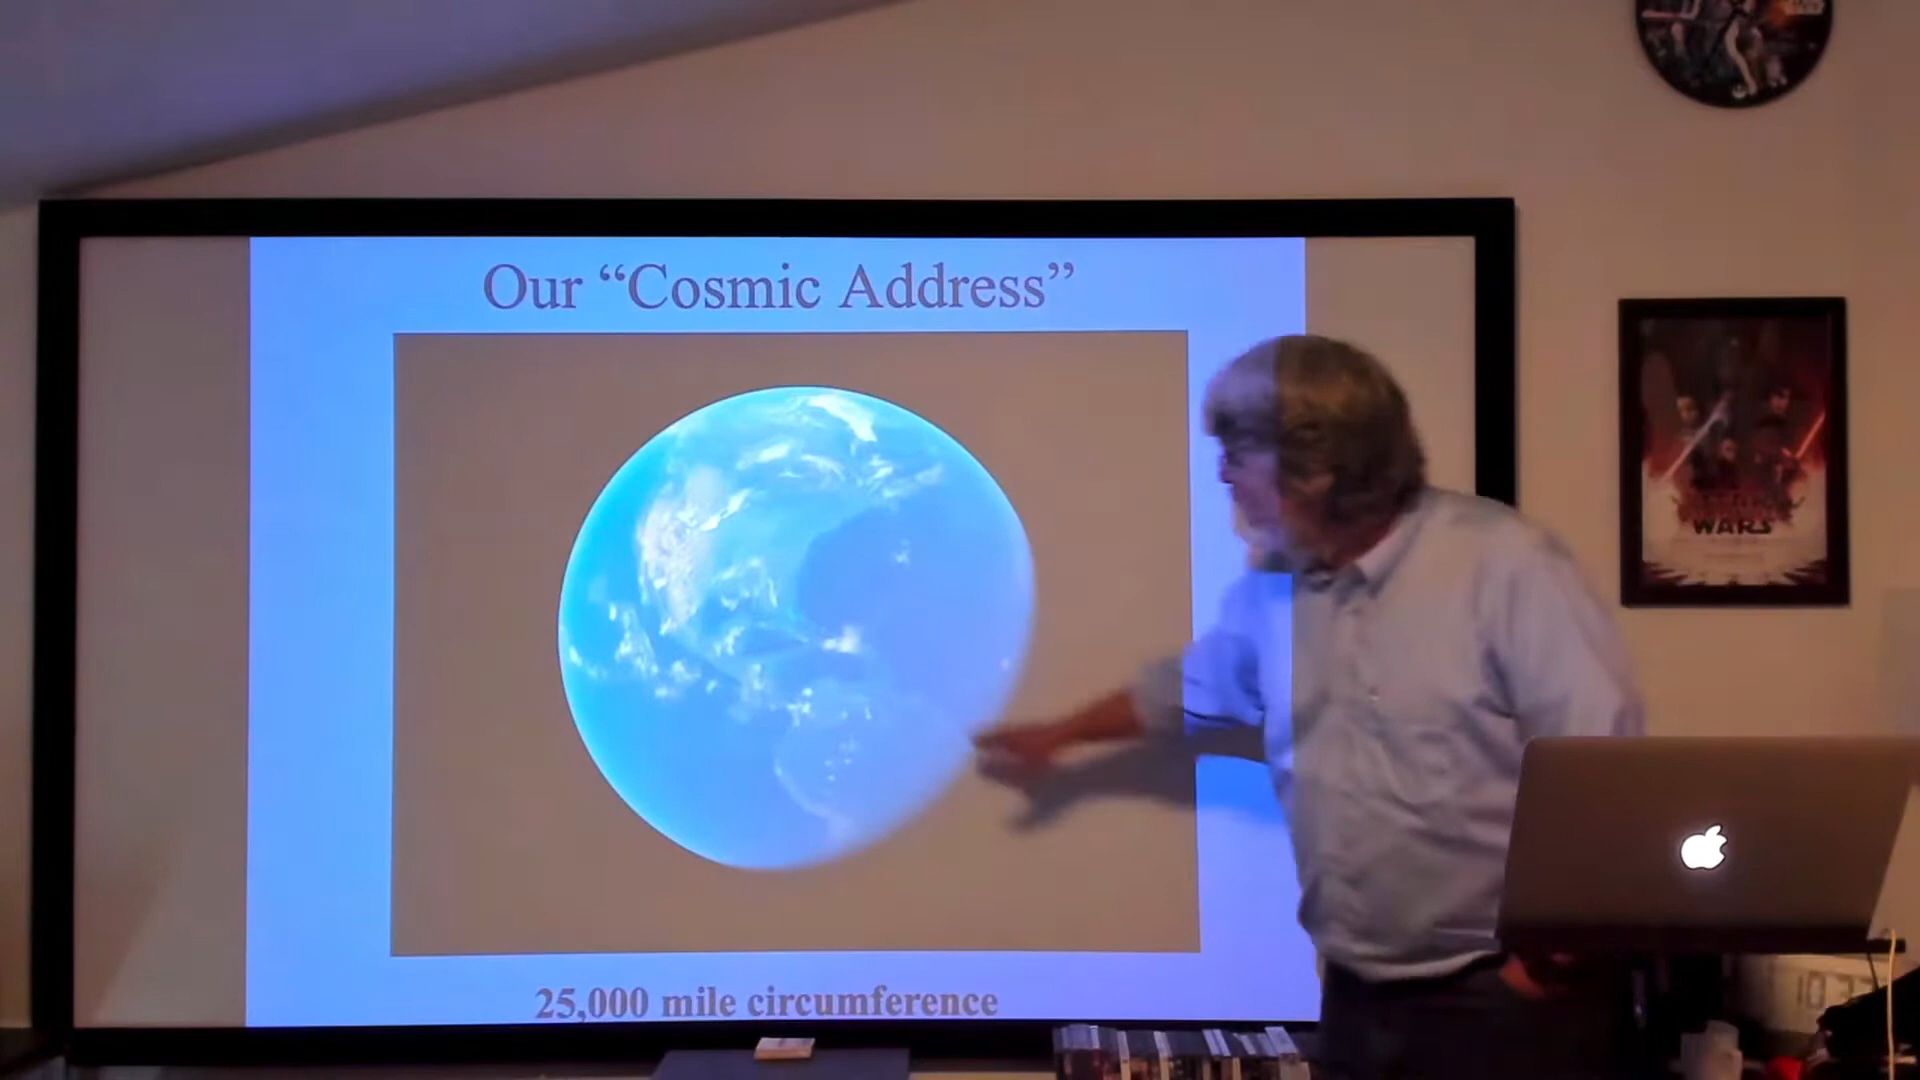 Our “Cosmic Address”
WARS
25,000 mile circumference